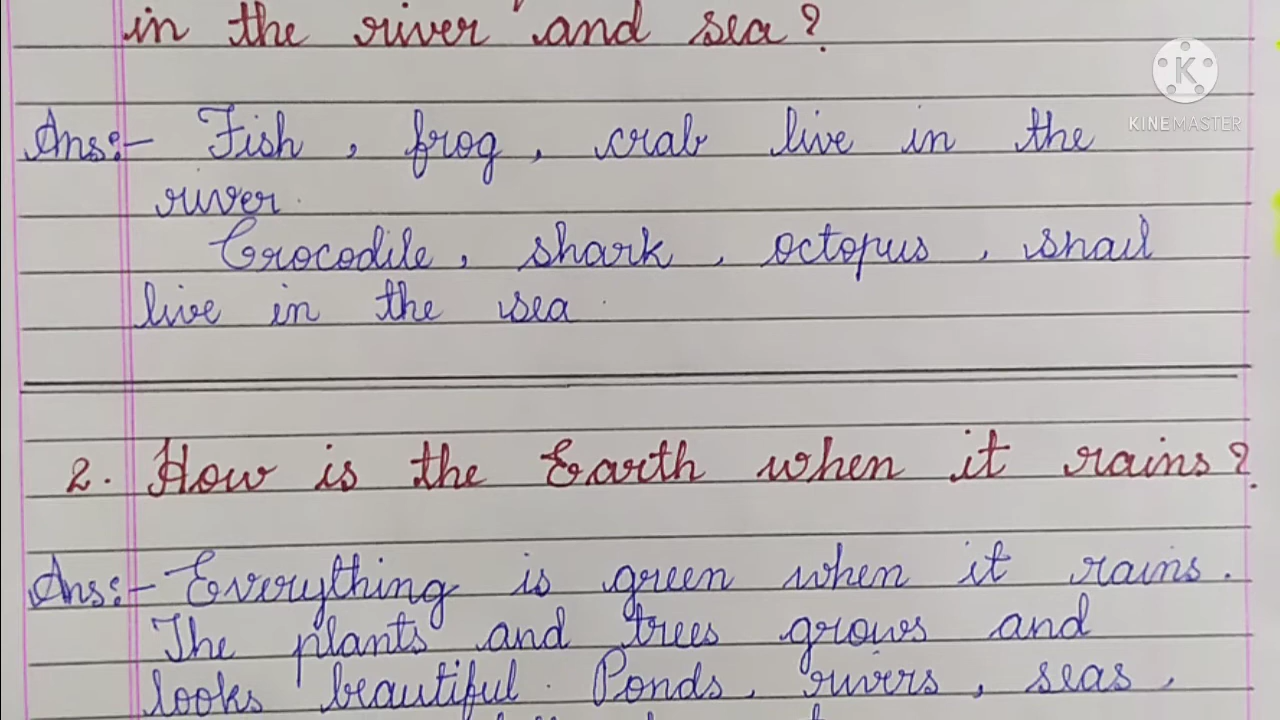 in the river and sea?
K
KINEMASTER
Ans:- Fish, frog, crab live in the
river.
Crocodile, shark, octopus, snail
live in the sea.
2. How is the Earth when it rains?
Ans:- Everything is green when it rains.
The plants and trees grows and
looks beautiful. Ponds, rivers, seas,